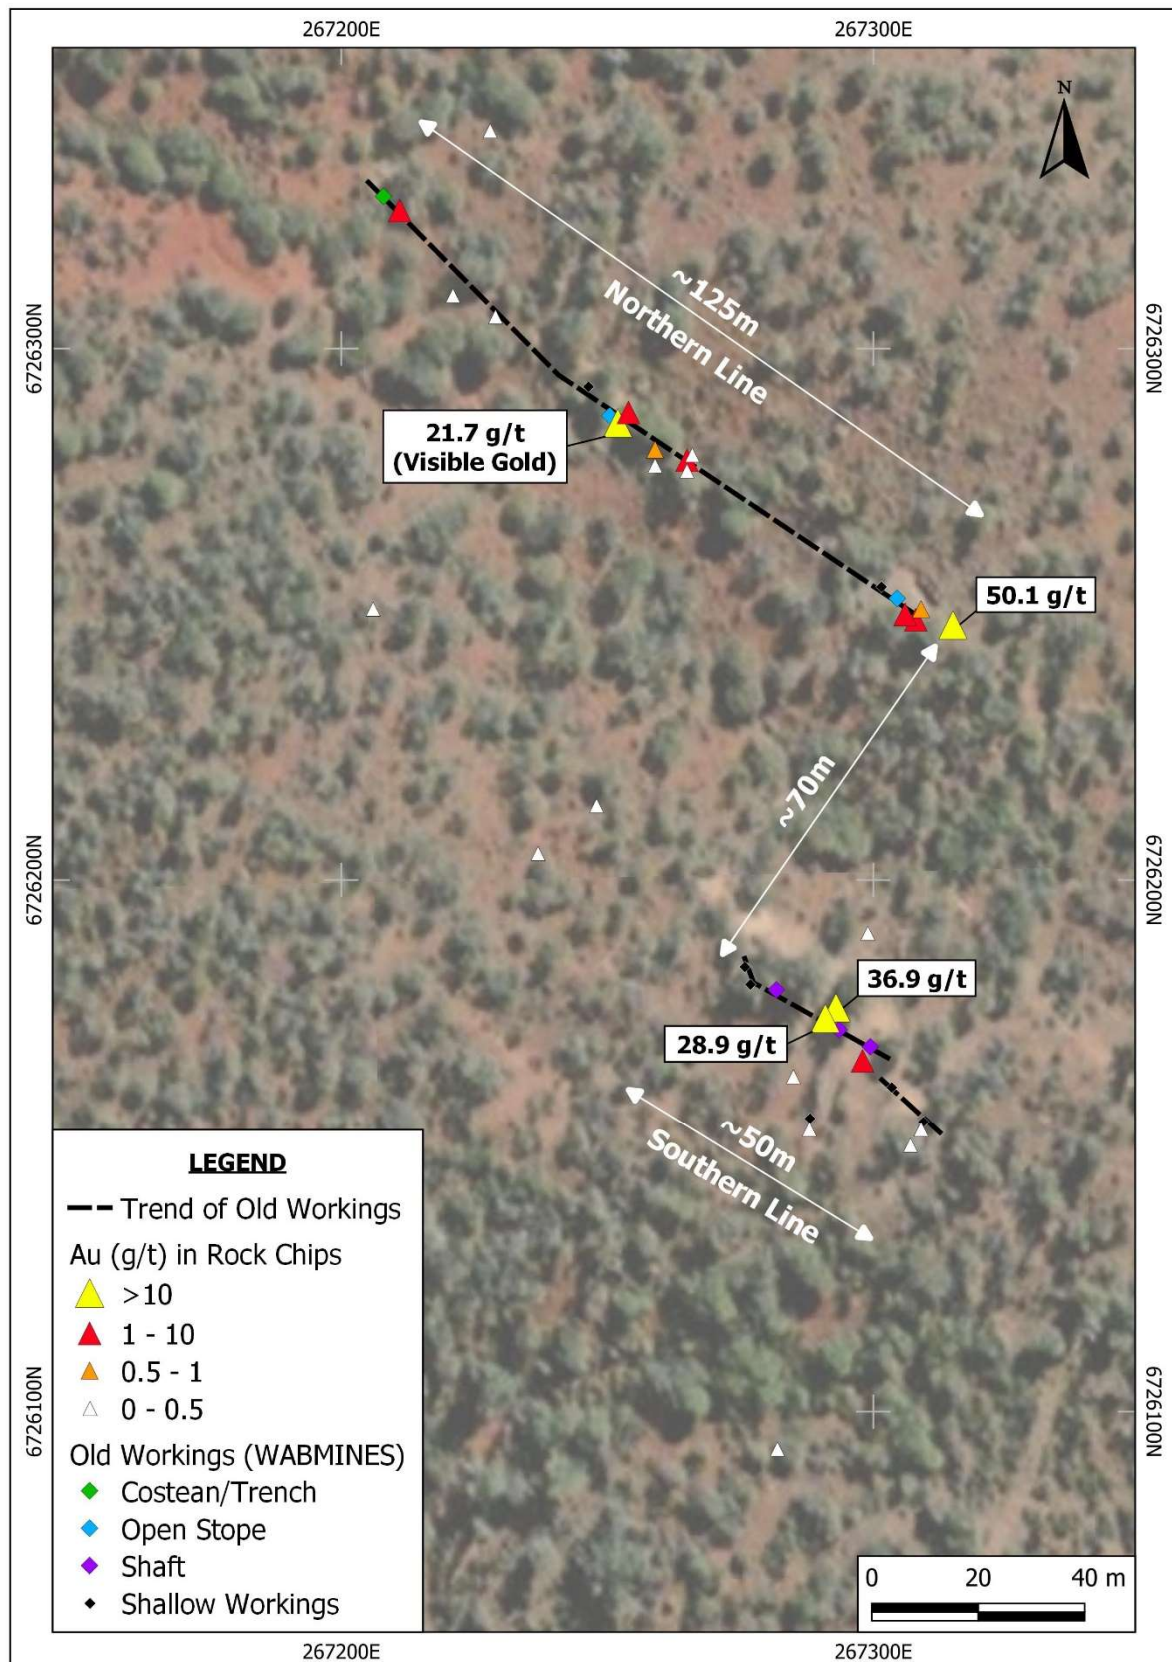 267200E
267300E
N
~125m
Northern Line
6726300N
6726300N
21.7 g/t
(Visible Gold)
50.1 g/t
~70m
6726200N
6726200N
36.9 g/t
28.9 g/t
~50m
Southern Line
LEGEND
Trend of Old Workings
Au (g/t) in Rock Chips
>10
1 - 10
0.5 - 1
0 - 0.5
Old Workings (WABMINES)
Costean/Trench
Open Stope
Shaft
Shallow Workings
6726100N
6726100N
0 20 40 m
267200E
267300E